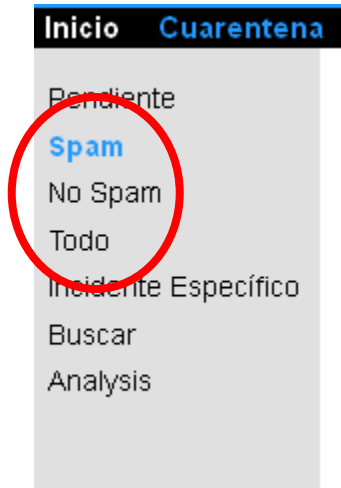 Inicio Cuarentena
Pendiente
Spam
No Spam
Todo
Incidente Específico
Buscar
Analysis